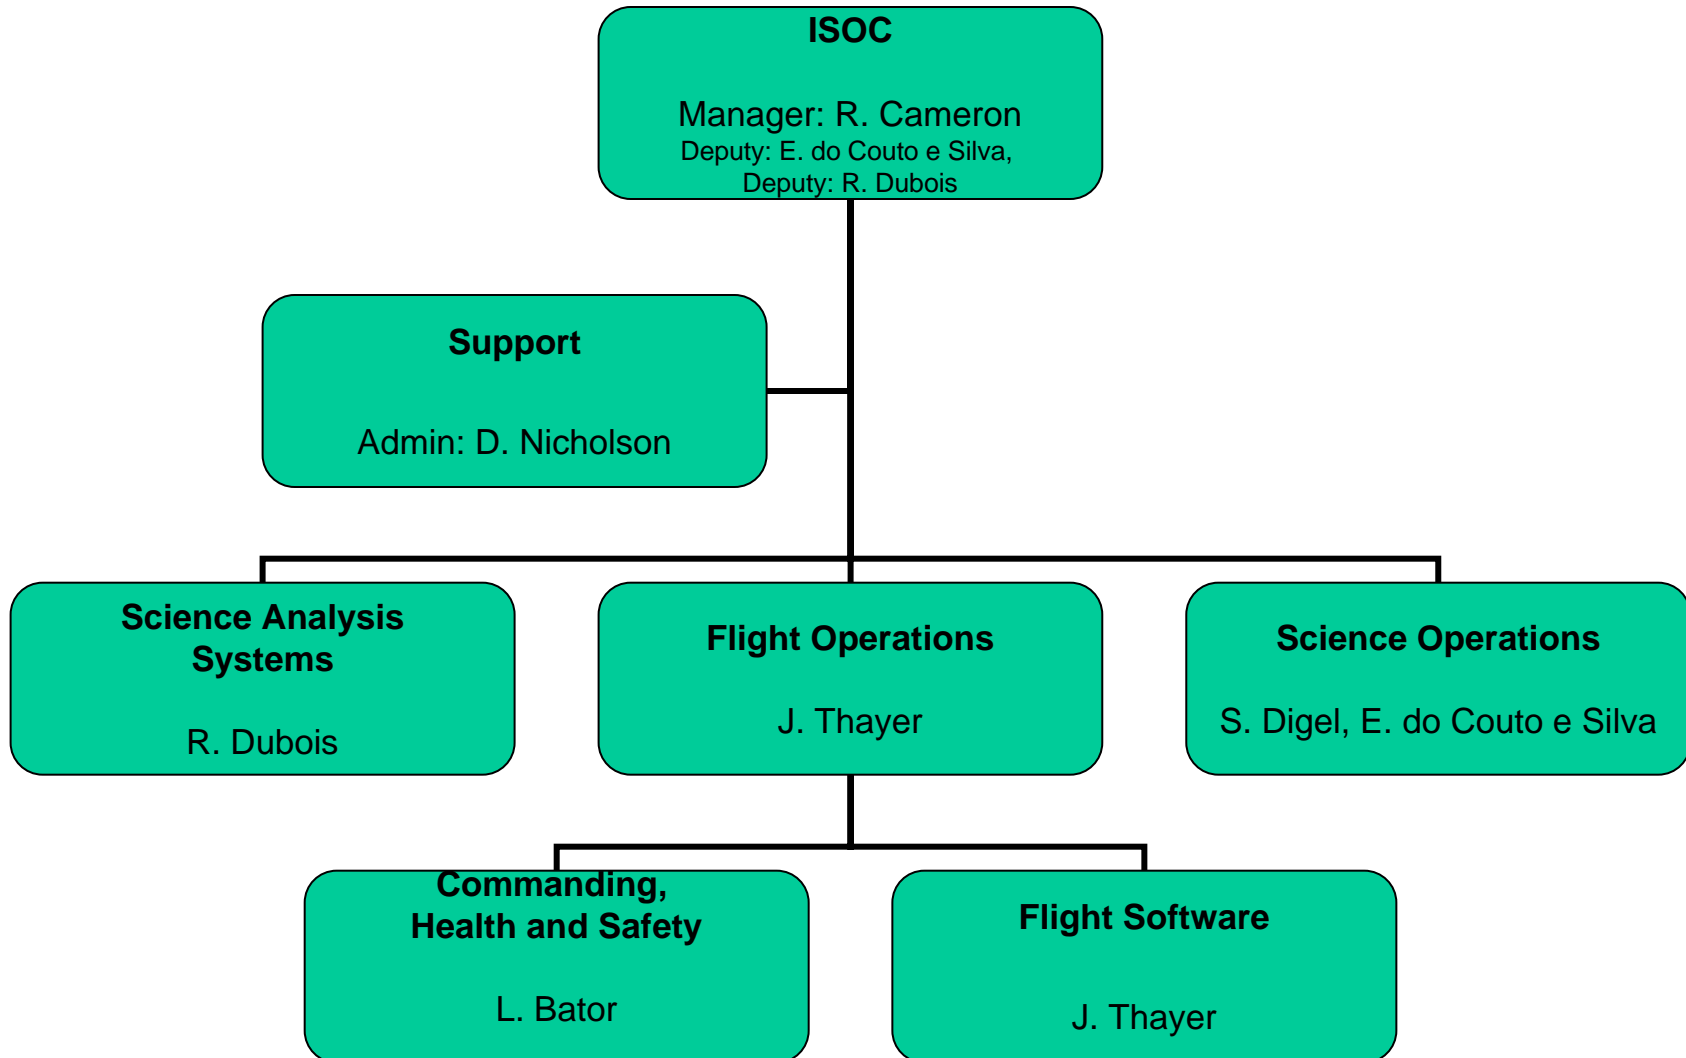 ISOC
Manager: R. Cameron
Deputy: E. do Couto e Silva,
Deputy: R. Dubois
Support
Admin: D. Nicholson
Science Analysis
Systems
R. Dubois
Flight Operations
J. Thayer
Science Operations
S. Digel, E. do Couto e Silva
Commanding,
Health and Safety
L. Bator
Flight Software
J. Thayer